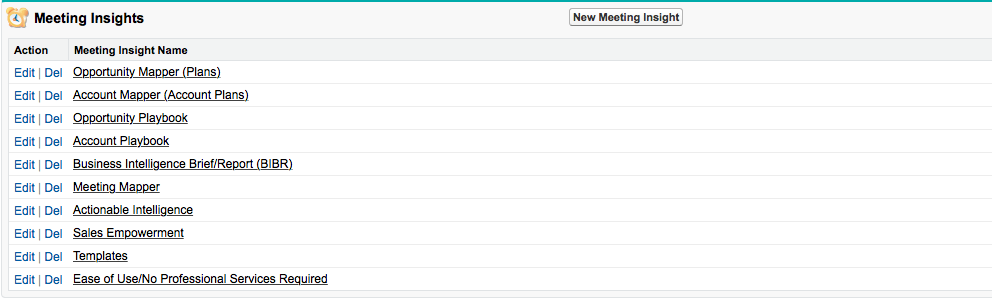 Meeting Insights New Meeting Insight
Action Meeting Insight Name
Edit | Del Opportunity Mapper (Plans)
Edit | Del Account Mapper (Account Plans)
Edit | Del Opportunity Playbook
Edit | Del Account Playbook
Edit | Del Business Intelligence Brief/Report (BIBR)
Edit | Del Meeting Mapper
Edit | Del Actionable Intelligence
Edit | Del Sales Empowerment
Edit | Del Templates
Edit | Del Ease of Use/No Professional Services Required